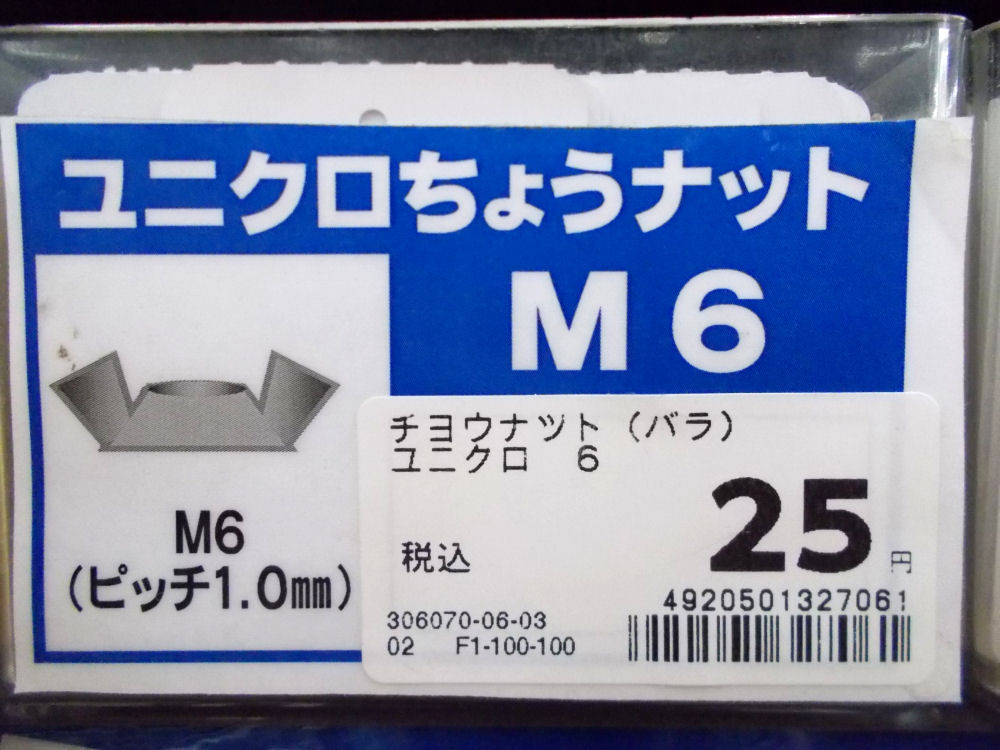 ユニクロちょうナット
M6
M6
(ピッチ1.0㎜)
チヨウナツト(バラ)
ユニクロ 6
25円
税込
4920501327061
306070-06-03
02 F1-100-100